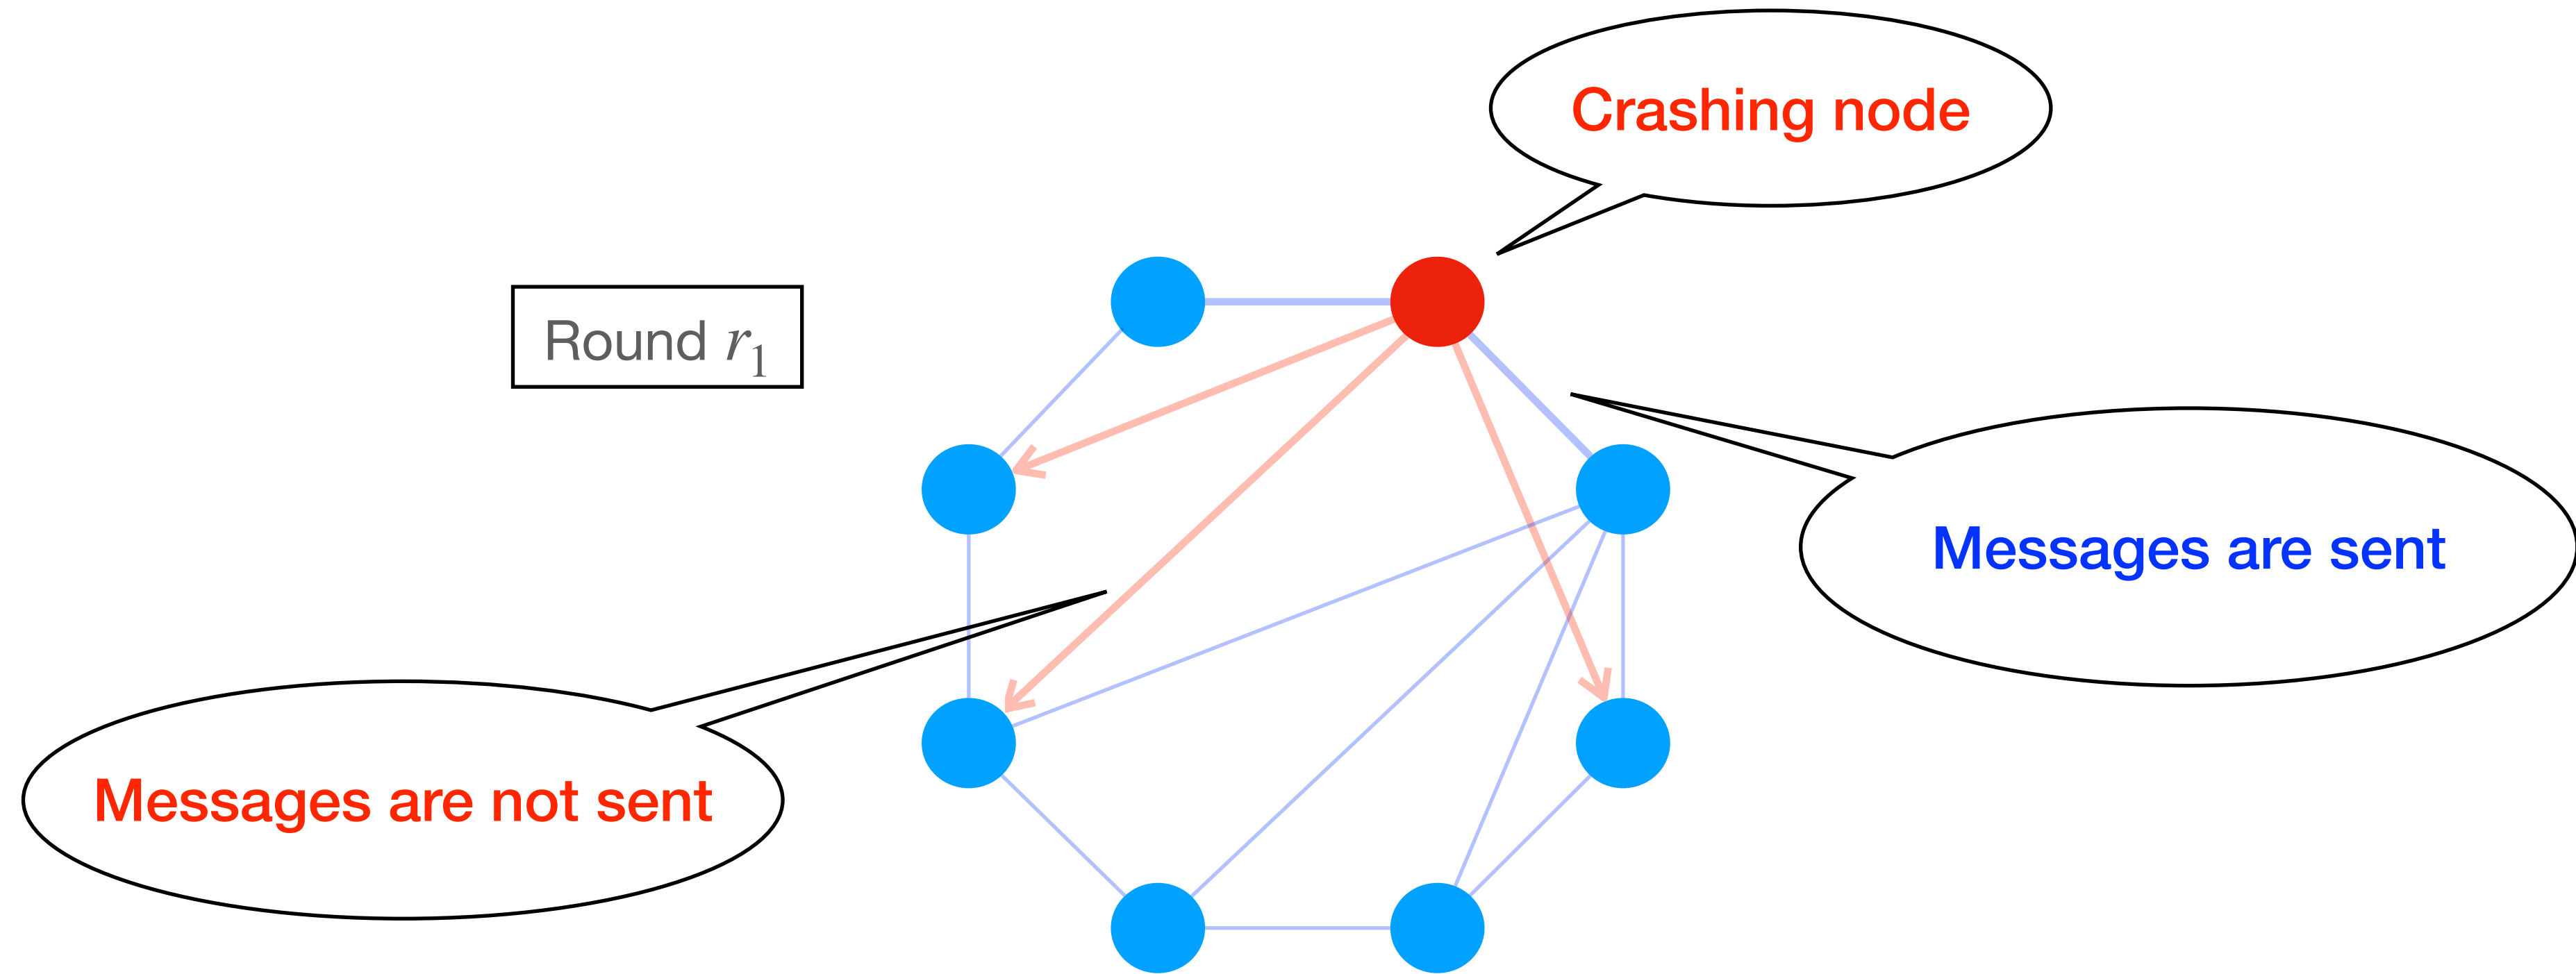 Crashing node
Round r₁
Messages are sent
Messages are not sent